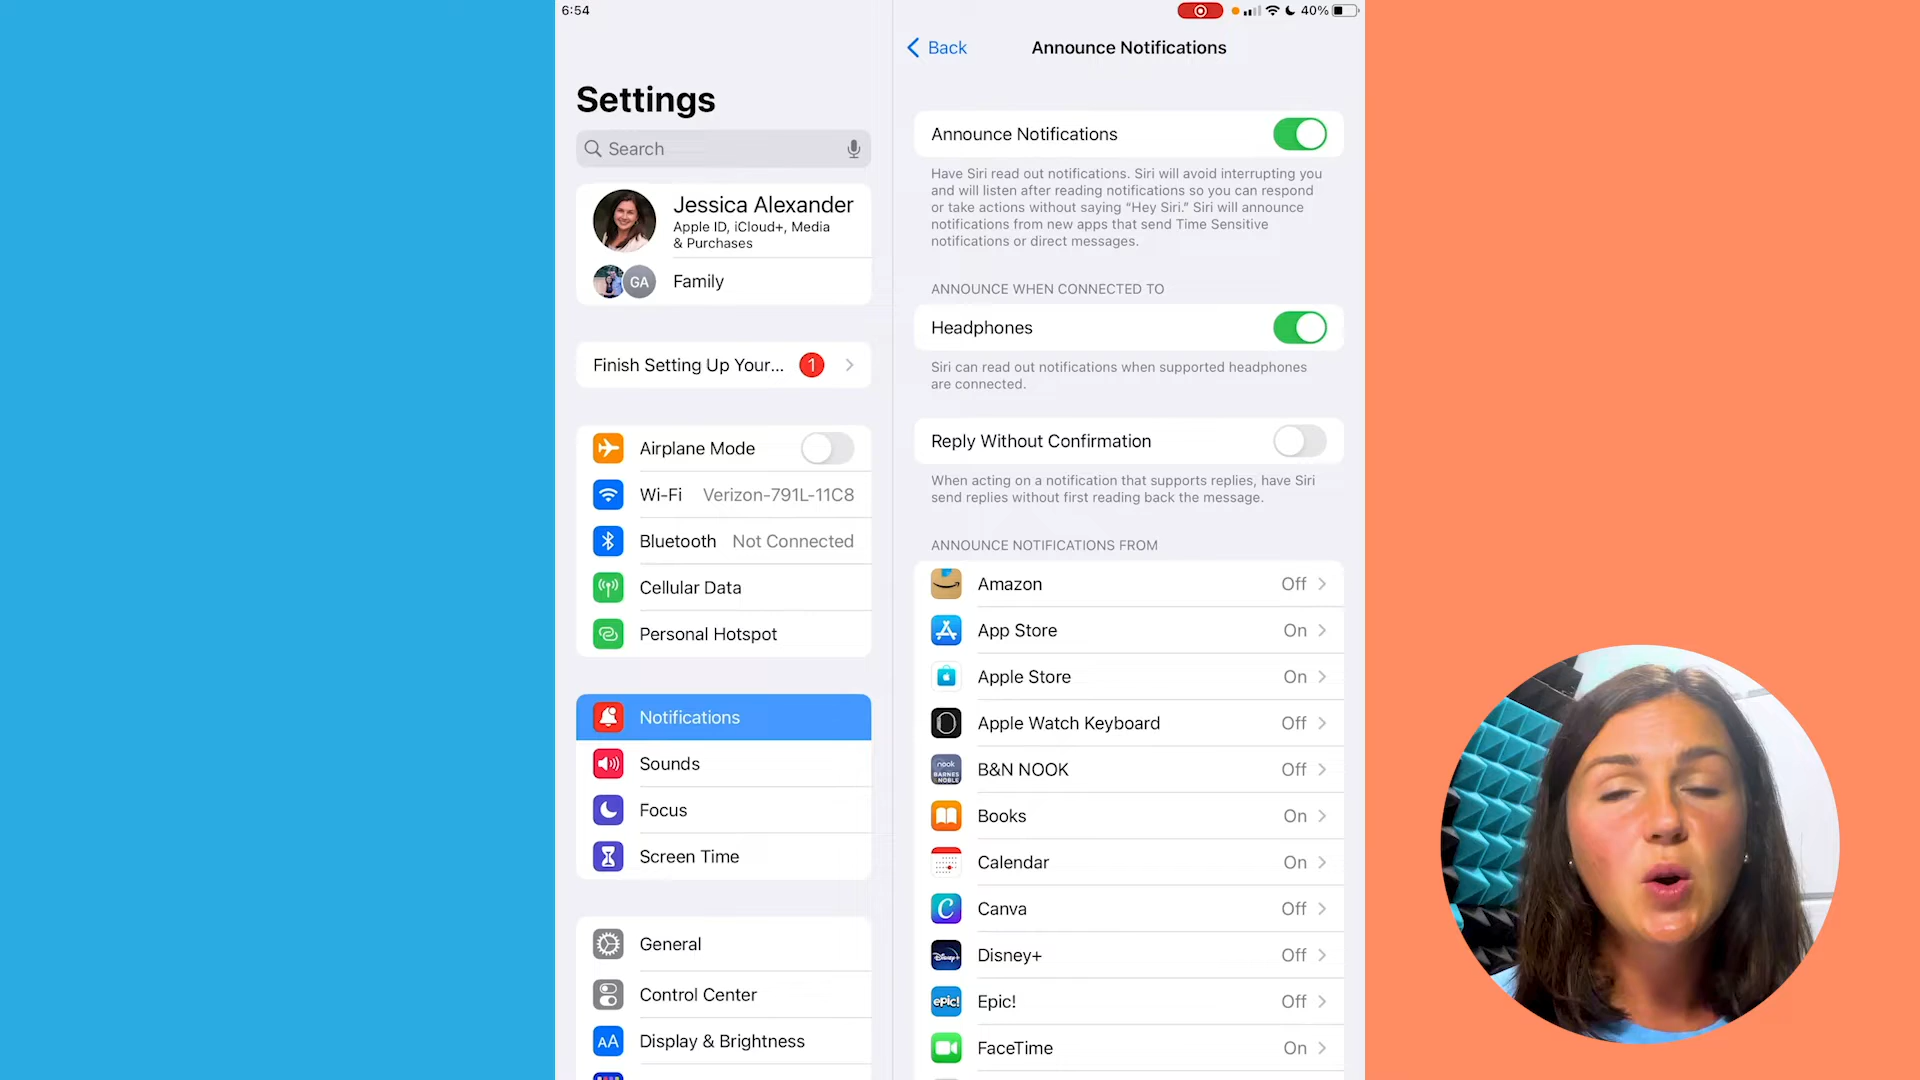 6:54
40%
Settings
Search
Jessica Alexander
Apple ID, iCloud+, Media
& Purchases
GA
Family
Finish Setting Up Your...
1
Airplane Mode
Wi-Fi
Verizon-791L-11C8
Bluetooth
Not Connected
Cellular Data
Personal Hotspot
Notifications
Sounds
Focus
Screen Time
General
Control Center
AA
Display & Brightness
Back
Announce Notifications
Announce Notifications
Have Siri read out notifications. Siri will avoid interrupting you
and will listen after reading notifications so you can respond
or take actions without saying “Hey Siri.” Siri will announce
notifications from new apps that send Time Sensitive
notifications or direct messages.
ANNOUNCE WHEN CONNECTED TO
Headphones
Siri can read out notifications when supported headphones
are connected.
Reply Without Confirmation
When acting on a notification that supports replies, have Siri
send replies without first reading back the message.
ANNOUNCE NOTIFICATIONS FROM
Amazon
Off
App Store
On
Apple Store
On
Apple Watch Keyboard
Off
nook
BARNES
NOBLE
B&N NOOK
Off
Books
On
Calendar
On
C
Canva
Off
Disney+
Disney+
Off
epic!
Epic!
Off
FaceTime
On